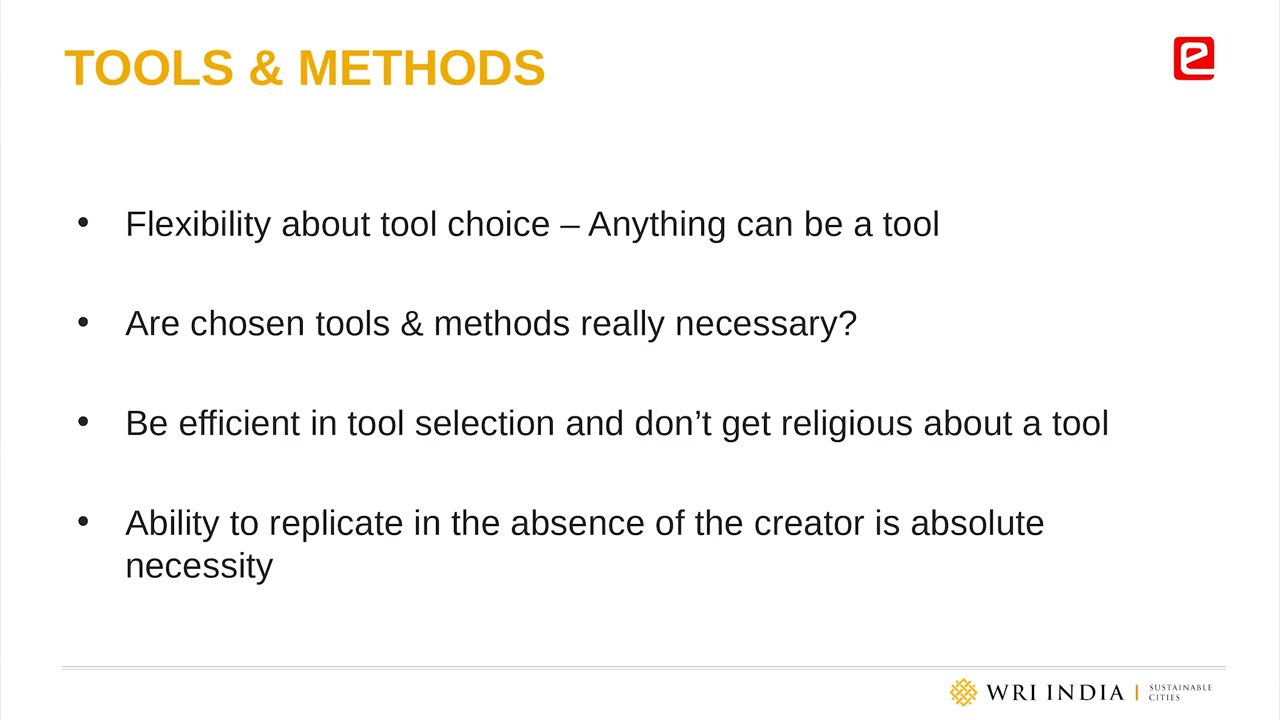 TOOLS & METHODS
e
• Flexibility about tool choice – Anything can be a tool
• Are chosen tools & methods really necessary?
• Be efficient in tool selection and don’t get religious about a tool
• Ability to replicate in the absence of the creator is absolute
necessity
WRI INDIA | SUSTAINABLE
CITIES